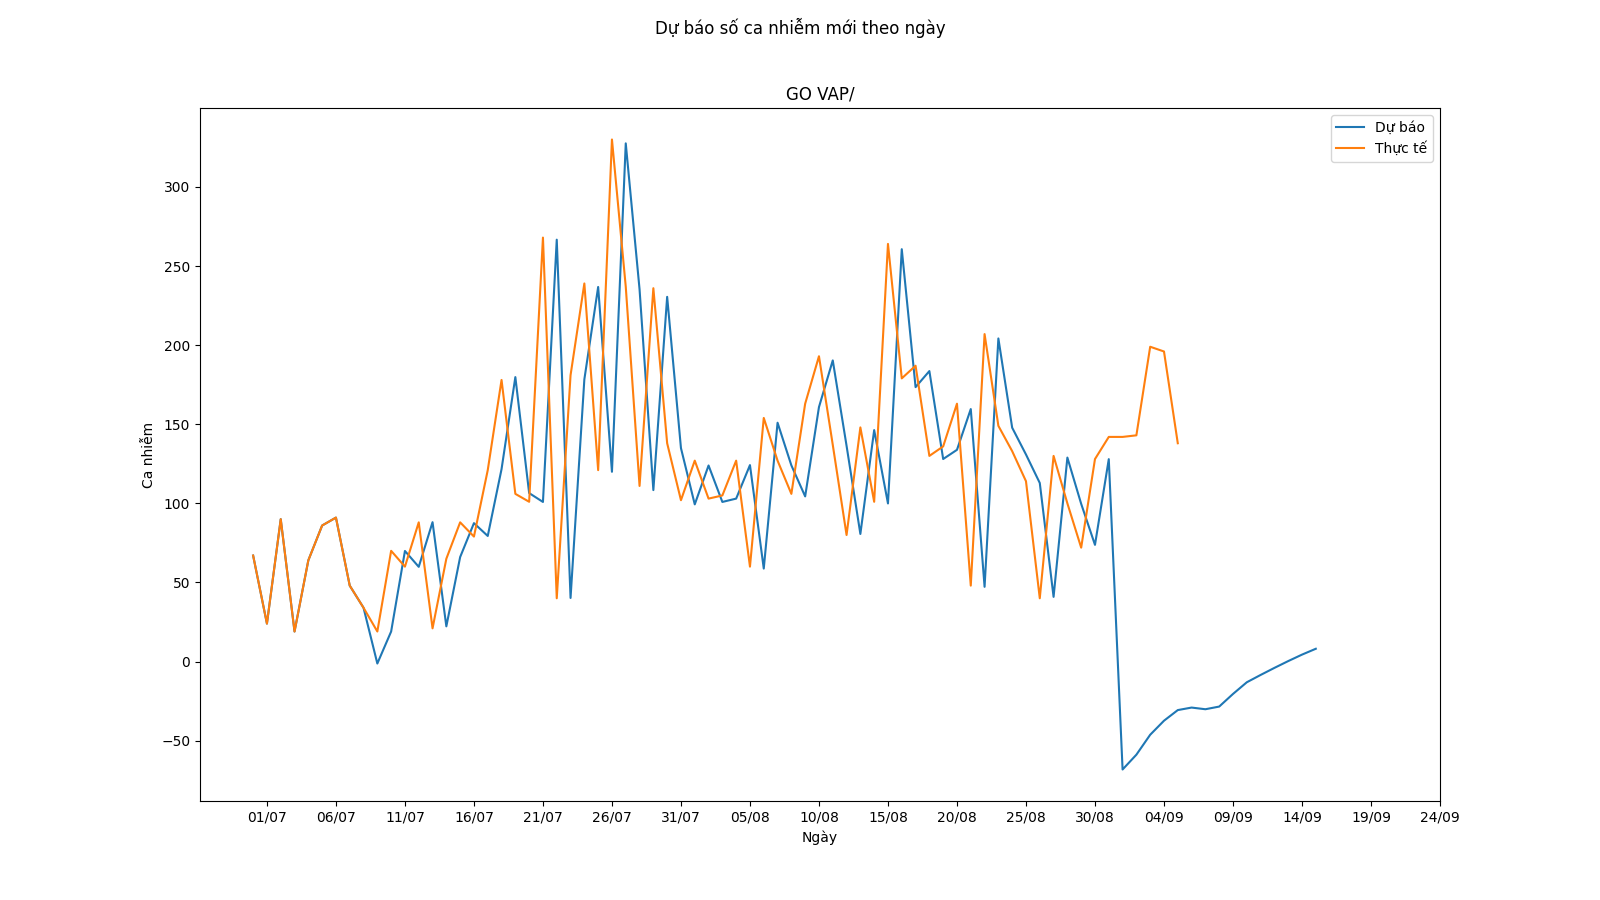 Dự báo số ca nhiễm mới theo ngày
GO VAP/
Dự báo
Thực tế
300
250
200
150
100
50
0
−50
Ca nhiễm
01/07 06/07 11/07 16/07 21/07 26/07 31/07 05/08 10/08 15/08 20/08 25/08 30/08 04/09 09/09 14/09 19/09 24/09
Ngày